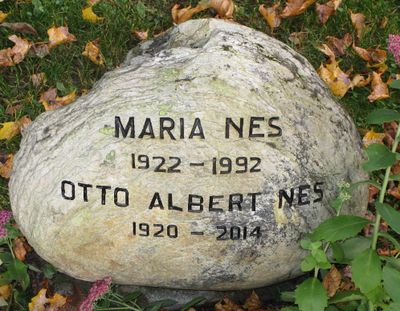 MARIA NES
1922 - 1992
OTTO ALBERT NES
1920 - 2014